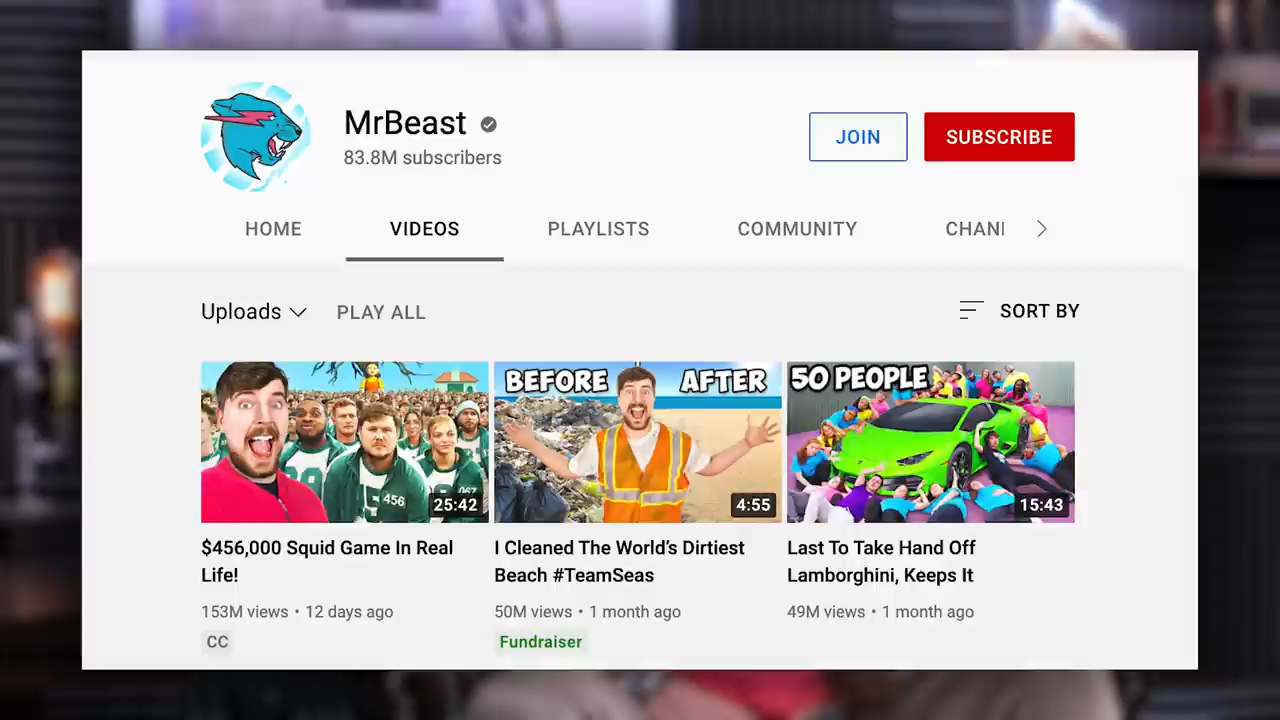 MrBeast
83.8M subscribers
JOIN
SUBSCRIBE
HOME
VIDEOS
PLAYLISTS
COMMUNITY
CHAN
Uploads
PLAY ALL
SORT BY
456
067
25:42
BEFORE
AFTER
4:55
50 PEOPLE
15:43
$456,000 Squid Game In Real
Life!
153M views • 12 days ago
CC
I Cleaned The World's Dirtiest
Beach #TeamSeas
50M views • 1 month ago
Fundraiser
Last To Take Hand Off
Lamborghini, Keeps It
49M views • 1 month ago